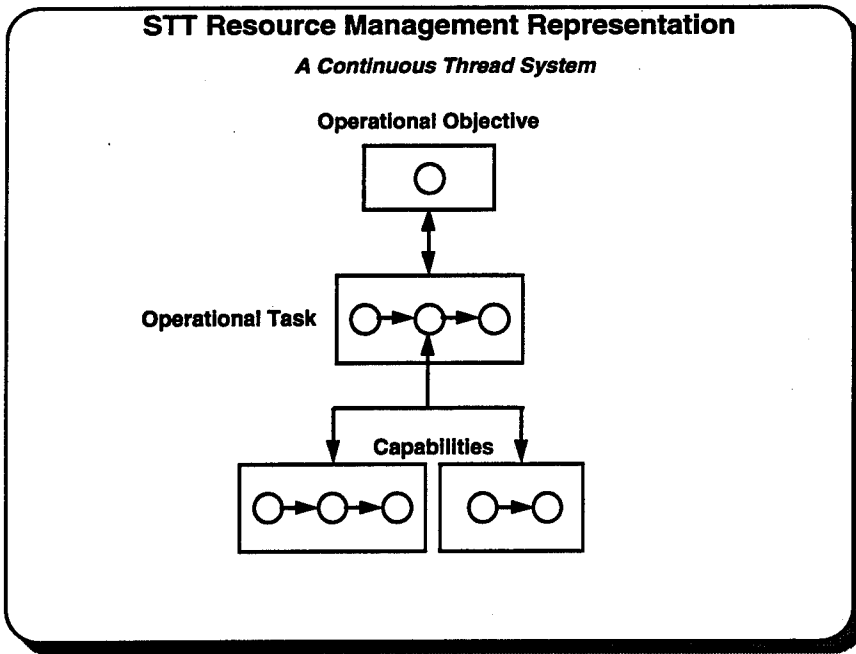 STT Resource Management Representation
A Continuous Thread System
Operational Objective
Operational Task
Capabilities